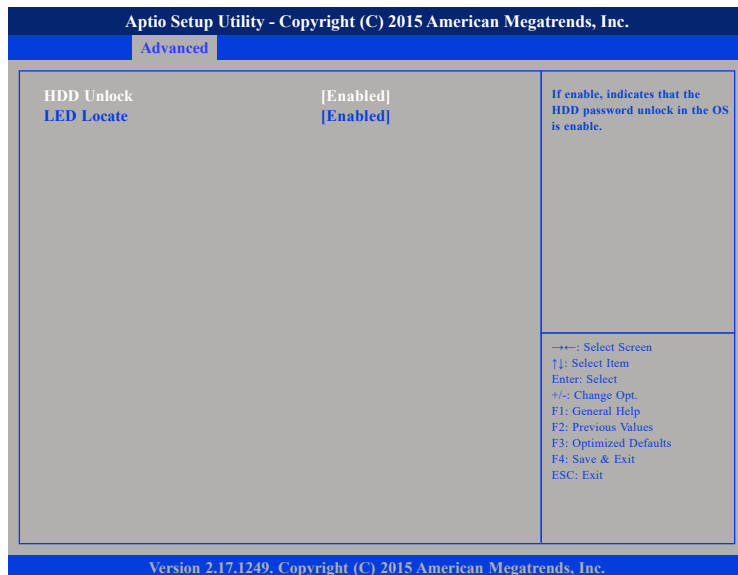 Aptio Setup Utility - Copyright (C) 2015 American Megatrends, Inc.
Advanced
HDD Unlock [Enabled]
LED Locate [Enabled]
If enable, indicates that the
HDD password unlock in the OS
is enable.
→←: Select Screen
↑↓: Select Item
Enter: Select
+/-: Change Opt.
F1: General Help
F2: Previous Values
F3: Optimized Defaults
F4: Save & Exit
ESC: Exit
Version 2.17.1249. Copyright (C) 2015 American Megatrends, Inc.